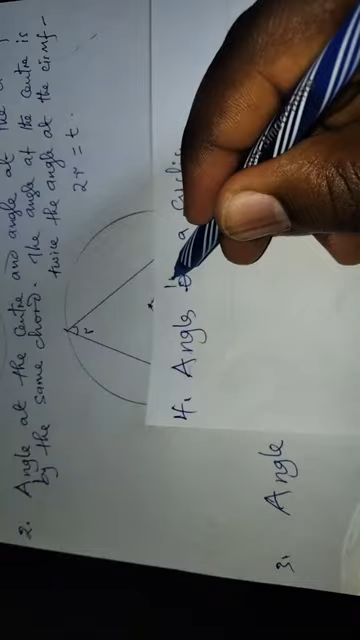 2. Angle at the Centre and angle at the
by the same chord. The angle at the Centre is
twice the angle at the cirmf-
2r = t.
r
3. Angle
4. Angle a